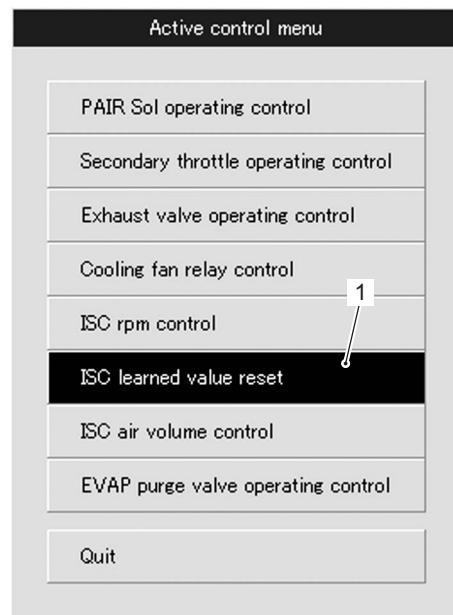 Active control menu
PAIR Sol operating control
Secondary throttle operating control
Exhaust valve operating control
Cooling fan relay control
1
ISC rpm control
ISC learned value reset
ISC air volume control
EVAP purge valve operating control
Quit